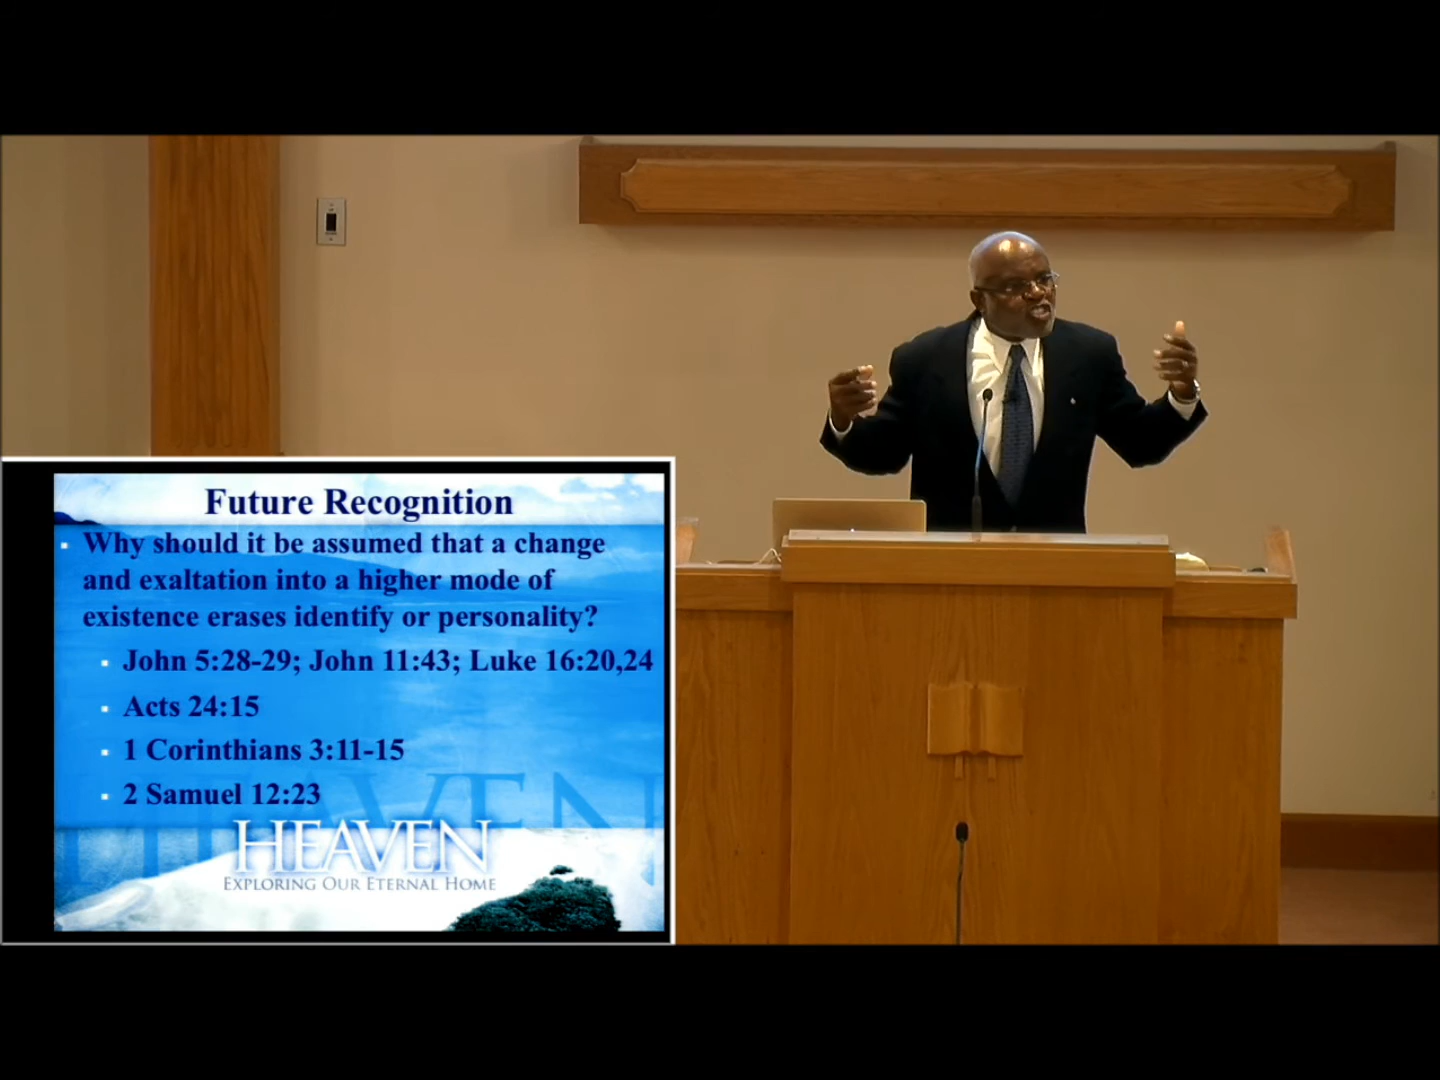 Future Recognition
Why should it be assumed that a change
and exaltation into a higher mode of
existence erases identify or personality?
John 5:28-29; John 11:43; Luke 16:20,24
Acts 24:15
1 Corinthians 3:11-15
2 Samuel 12:23
HEAVEN
HEAVEN
EXPLORING OUR ETERNAL HOME